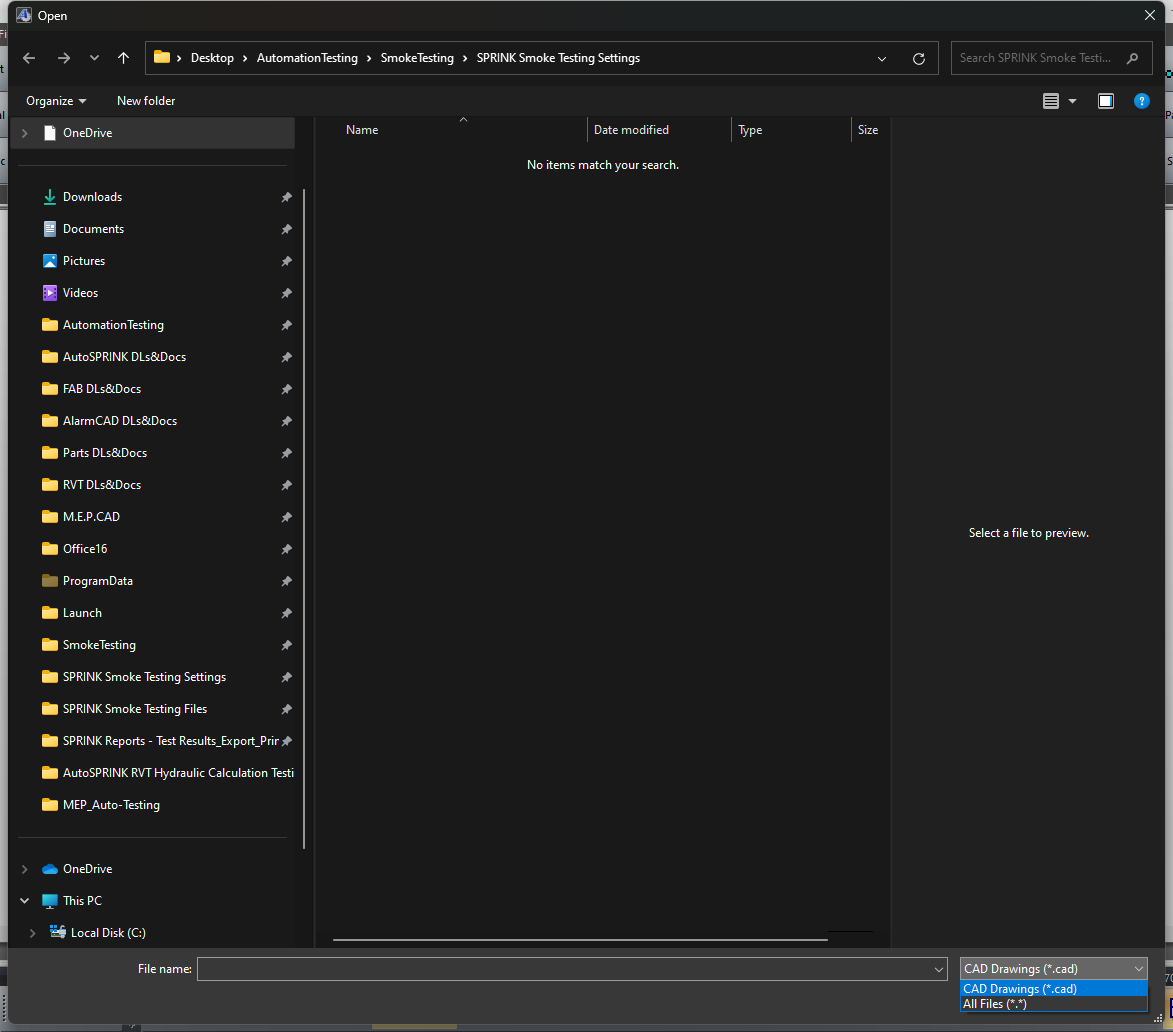 Open
Desktop > AutomationTesting > SmokeTesting > SPRINK Smoke Testing Settings
Search SPRINK Smoke Testi...
Organize
New folder
OneDrive
Name
Date modified
Type
Size
No items match your search.
Downloads
Documents
Pictures
Videos
AutomationTesting
AutoSPRINK DLs&Docs
FAB DLs&Docs
AlarmCAD DLs&Docs
Parts DLs&Docs
RVT DLs&Docs
M.E.P.CAD
Office16
ProgramData
Launch
SmokeTesting
SPRINK Smoke Testing Settings
SPRINK Smoke Testing Files
SPRINK Reports - Test Results_Export_Prin
AutoSPRINK RVT Hydraulic Calculation Testi
MEP_Auto-Testing
OneDrive
This PC
Local Disk (C:)
Select a file to preview.
File name:
CAD Drawings (*.cad)
CAD Drawings (*.cad)
All Files (*.*)